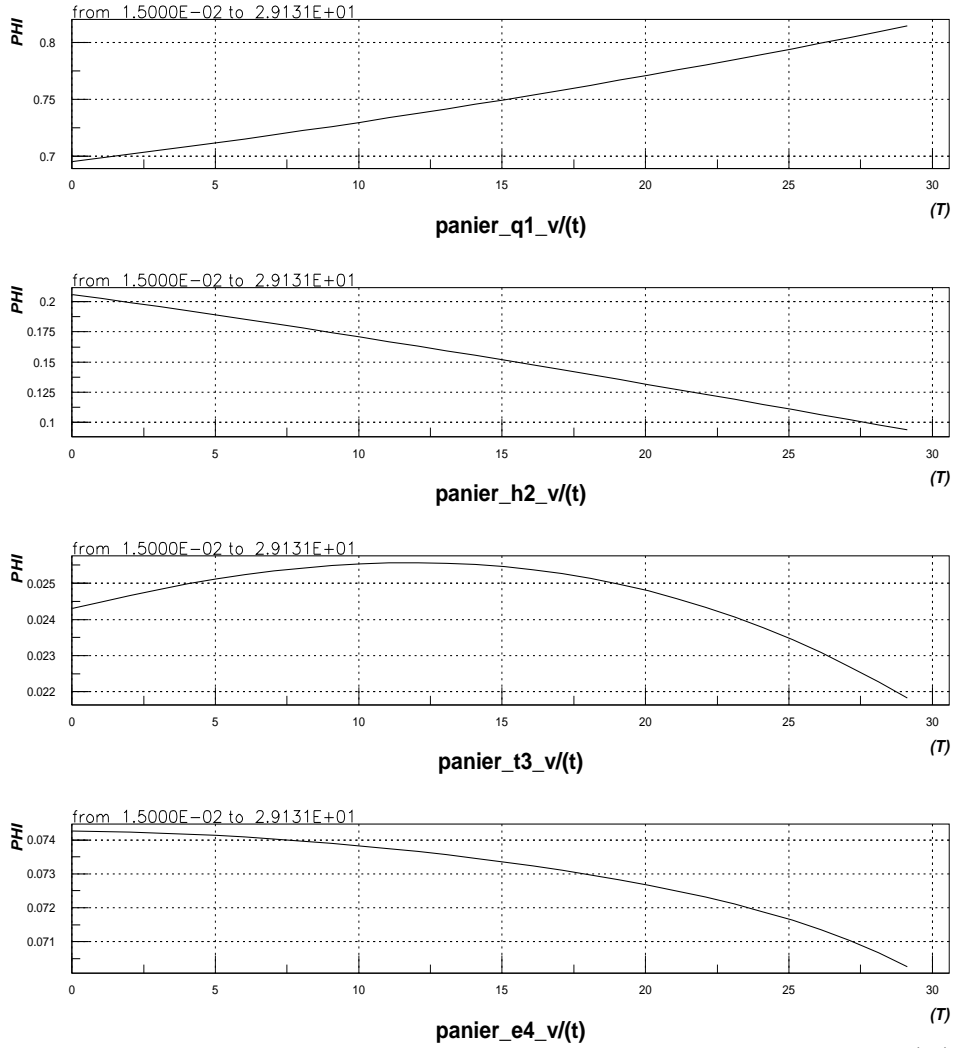 from 1.5000E-02 to 2.9131E+01
PHI
0.8
0.75
0.7
0 5 10 15 20 25 30
(T)
panier_q1_v/(t)
from 1.5000E-02 to 2.9131E+01
PHI
0.2
0.175
0.15
0.125
0.1
0 5 10 15 20 25 30
(T)
panier_h2_v/(t)
from 1.5000E-02 to 2.9131E+01
PHI
0.025
0.024
0.023
0.022
0 5 10 15 20 25 30
(T)
panier_t3_v/(t)
from 1.5000E-02 to 2.9131E+01
PHI
0.074
0.073
0.072
0.071
0 5 10 15 20 25 30
(T)
panier_e4_v/(t)